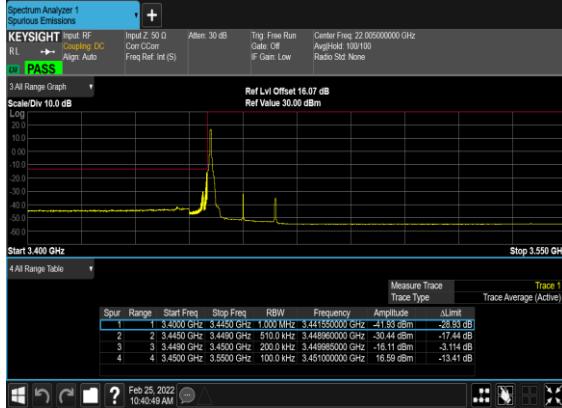 Spectrum Analyzer 1
Spurious Emissions
+
KEYSIGHT Input: RF Input Z: 50 Ω Atten: 30 dB Trig: Free Run Center Freq: 22.005000000 GHz
RL Coupling: DC Corr CCorr Gate: Off Avg|Hold: 100/100
Align: Auto Freq Ref: Int (S) IF Gain: Low Radio Std: None
PASS
3 All Range Graph
Ref Lvl Offset 16.07 dB
Scale/Div 10.0 dB Ref Value 30.00 dBm
Log
20.0
10.0
0.00
-10.0
-20.0
-30.0
-40.0
-50.0
-60.0
Start 3.400 GHz Stop 3.550 GH
4 All Range Table
Measure Trace Trace 1
Trace Type Trace Average (Active)
Spur Range Start Freq Stop Freq RBW Frequency Amplitude ΔLimit
1 1 3.4000 GHz 3.4450 GHz 1.000 MHz 3.441550000 GHz -41.93 dBm -28.93 dB
2 2 3.4450 GHz 3.4490 GHz 510.0 kHz 3.448960000 GHz -30.44 dBm -17.44 dB
3 3 3.4490 GHz 3.4500 GHz 200.0 kHz 3.449985000 GHz -16.11 dBm -3.114 dB
4 4 3.4500 GHz 3.5500 GHz 100.0 kHz 3.451000000 GHz 16.59 dBm -13.41 dB
?
Feb 25, 2022
10:40:49 AM